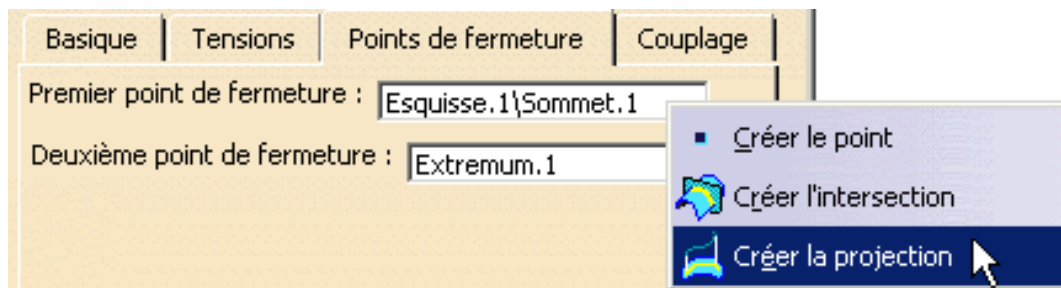 Basique Tensions Points de fermeture Couplage
Premier point de fermeture : Esquisse.1\Sommet.1
Créer le point
Deuxième point de fermeture : Extremum.1
Créer l'intersection
Créer la projection